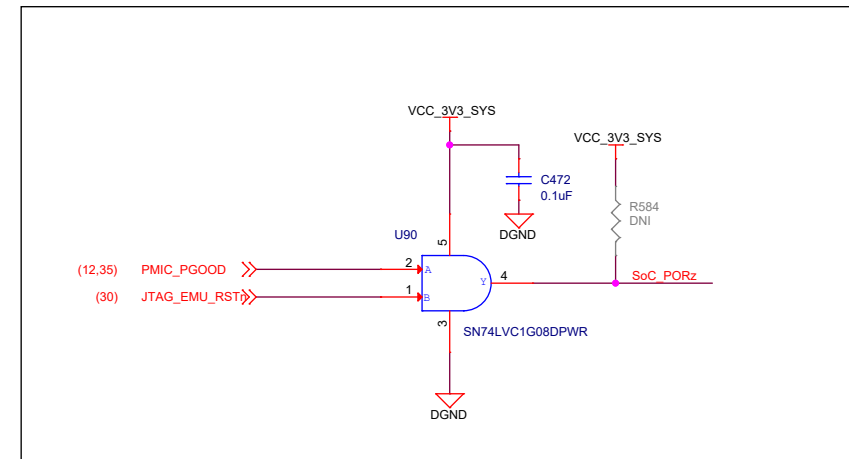 VCC_3V3_SYS
VCC_3V3_SYS
C472
0.1uF
R584
DNI
U90
5
DGND
(12,35) PMIC_PGOOD
2
A
Y
4
SoC_PORz
(30) JTAG_EMU_RSTn
1
B
3
SN74LVC1G08DPWR
DGND